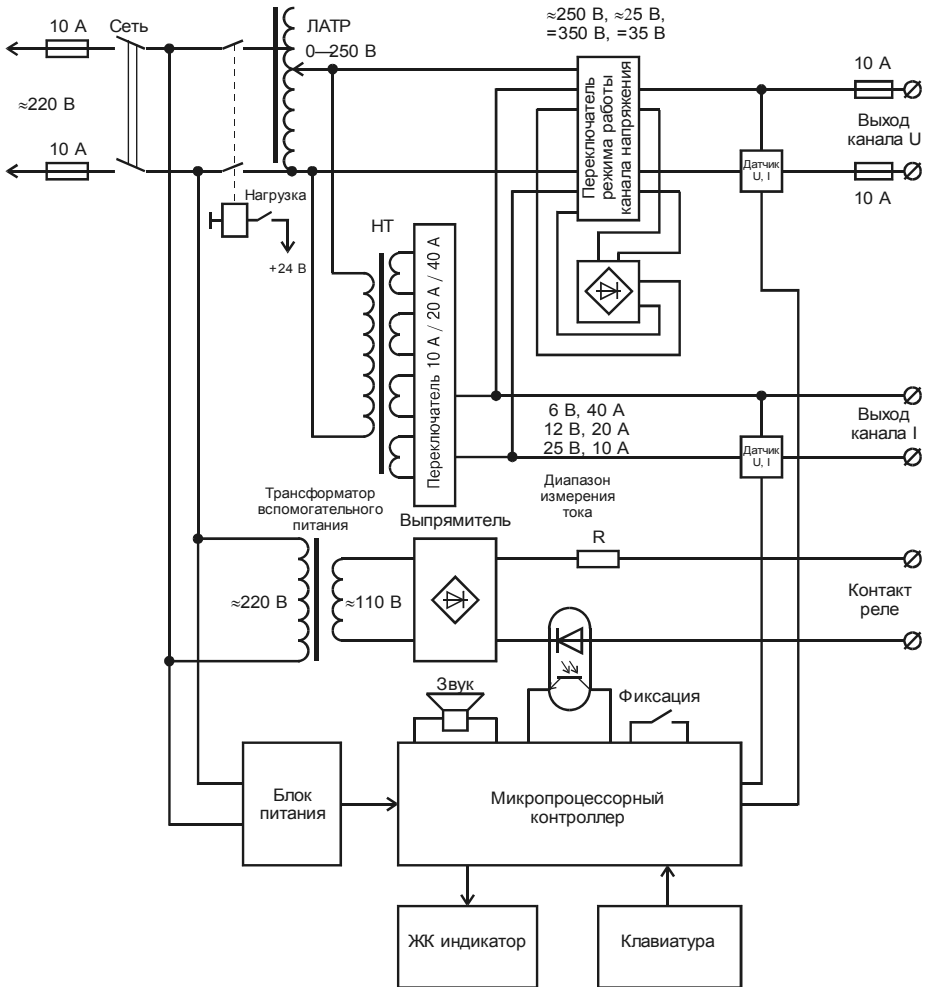 10 А
Сеть
ЛАТР
0—250 В
≈250 В, ≈25 В,
=350 В, =35 В
10 А
≈220 В
Переключатель
режима работы
канала напряжения
Выход
канала U
10 А
Датчик
U, I
10 А
Нагрузка
+24 В
НТ
Переключатель 10 А / 20 А / 40 А
6 В, 40 А
12 В, 20 А
25 В, 10 А
Выход
канала I
Датчик
U, I
Диапазон
измерения
тока
Трансформатор
вспомогательного
питания
Выпрямитель
R
≈220 В
≈110 В
Контакт
реле
Звук
Фиксация
Блок
питания
Микропроцессорный
контроллер
ЖК индикатор
Клавиатура